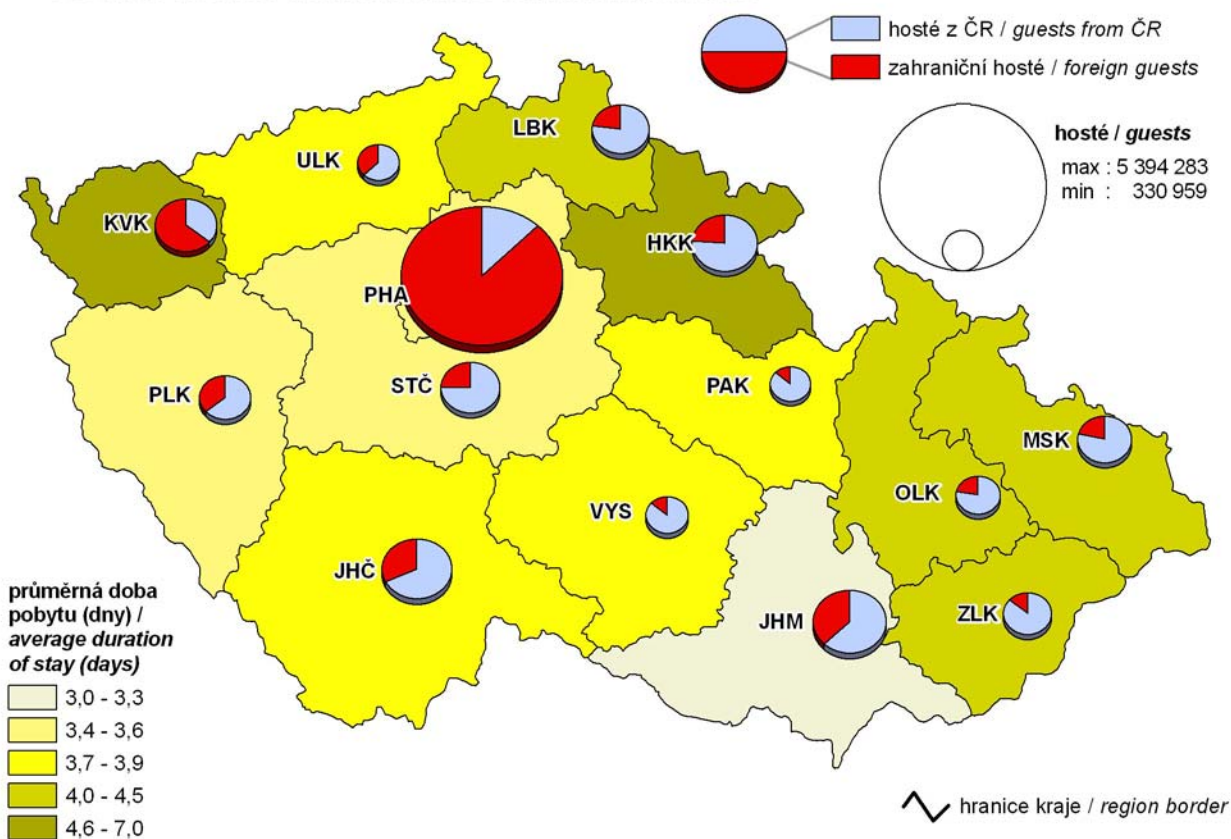 hosté z ČR / guests from ČR
zahraniční hosté / foreign guests
hosté / guests
max : 5 394 283
min : 330 959
LBK
ULK
KVK
HKK
PHA
STČ
PLK
PAK
MSK
OLK
VYS
JHČ
JHM
ZLK
průměrná doba
pobytu (dny) /
average duration
of stay (days)
3,0 - 3,3
3,4 - 3,6
3,7 - 3,9
4,0 - 4,5
4,6 - 7,0
hranice kraje / region border